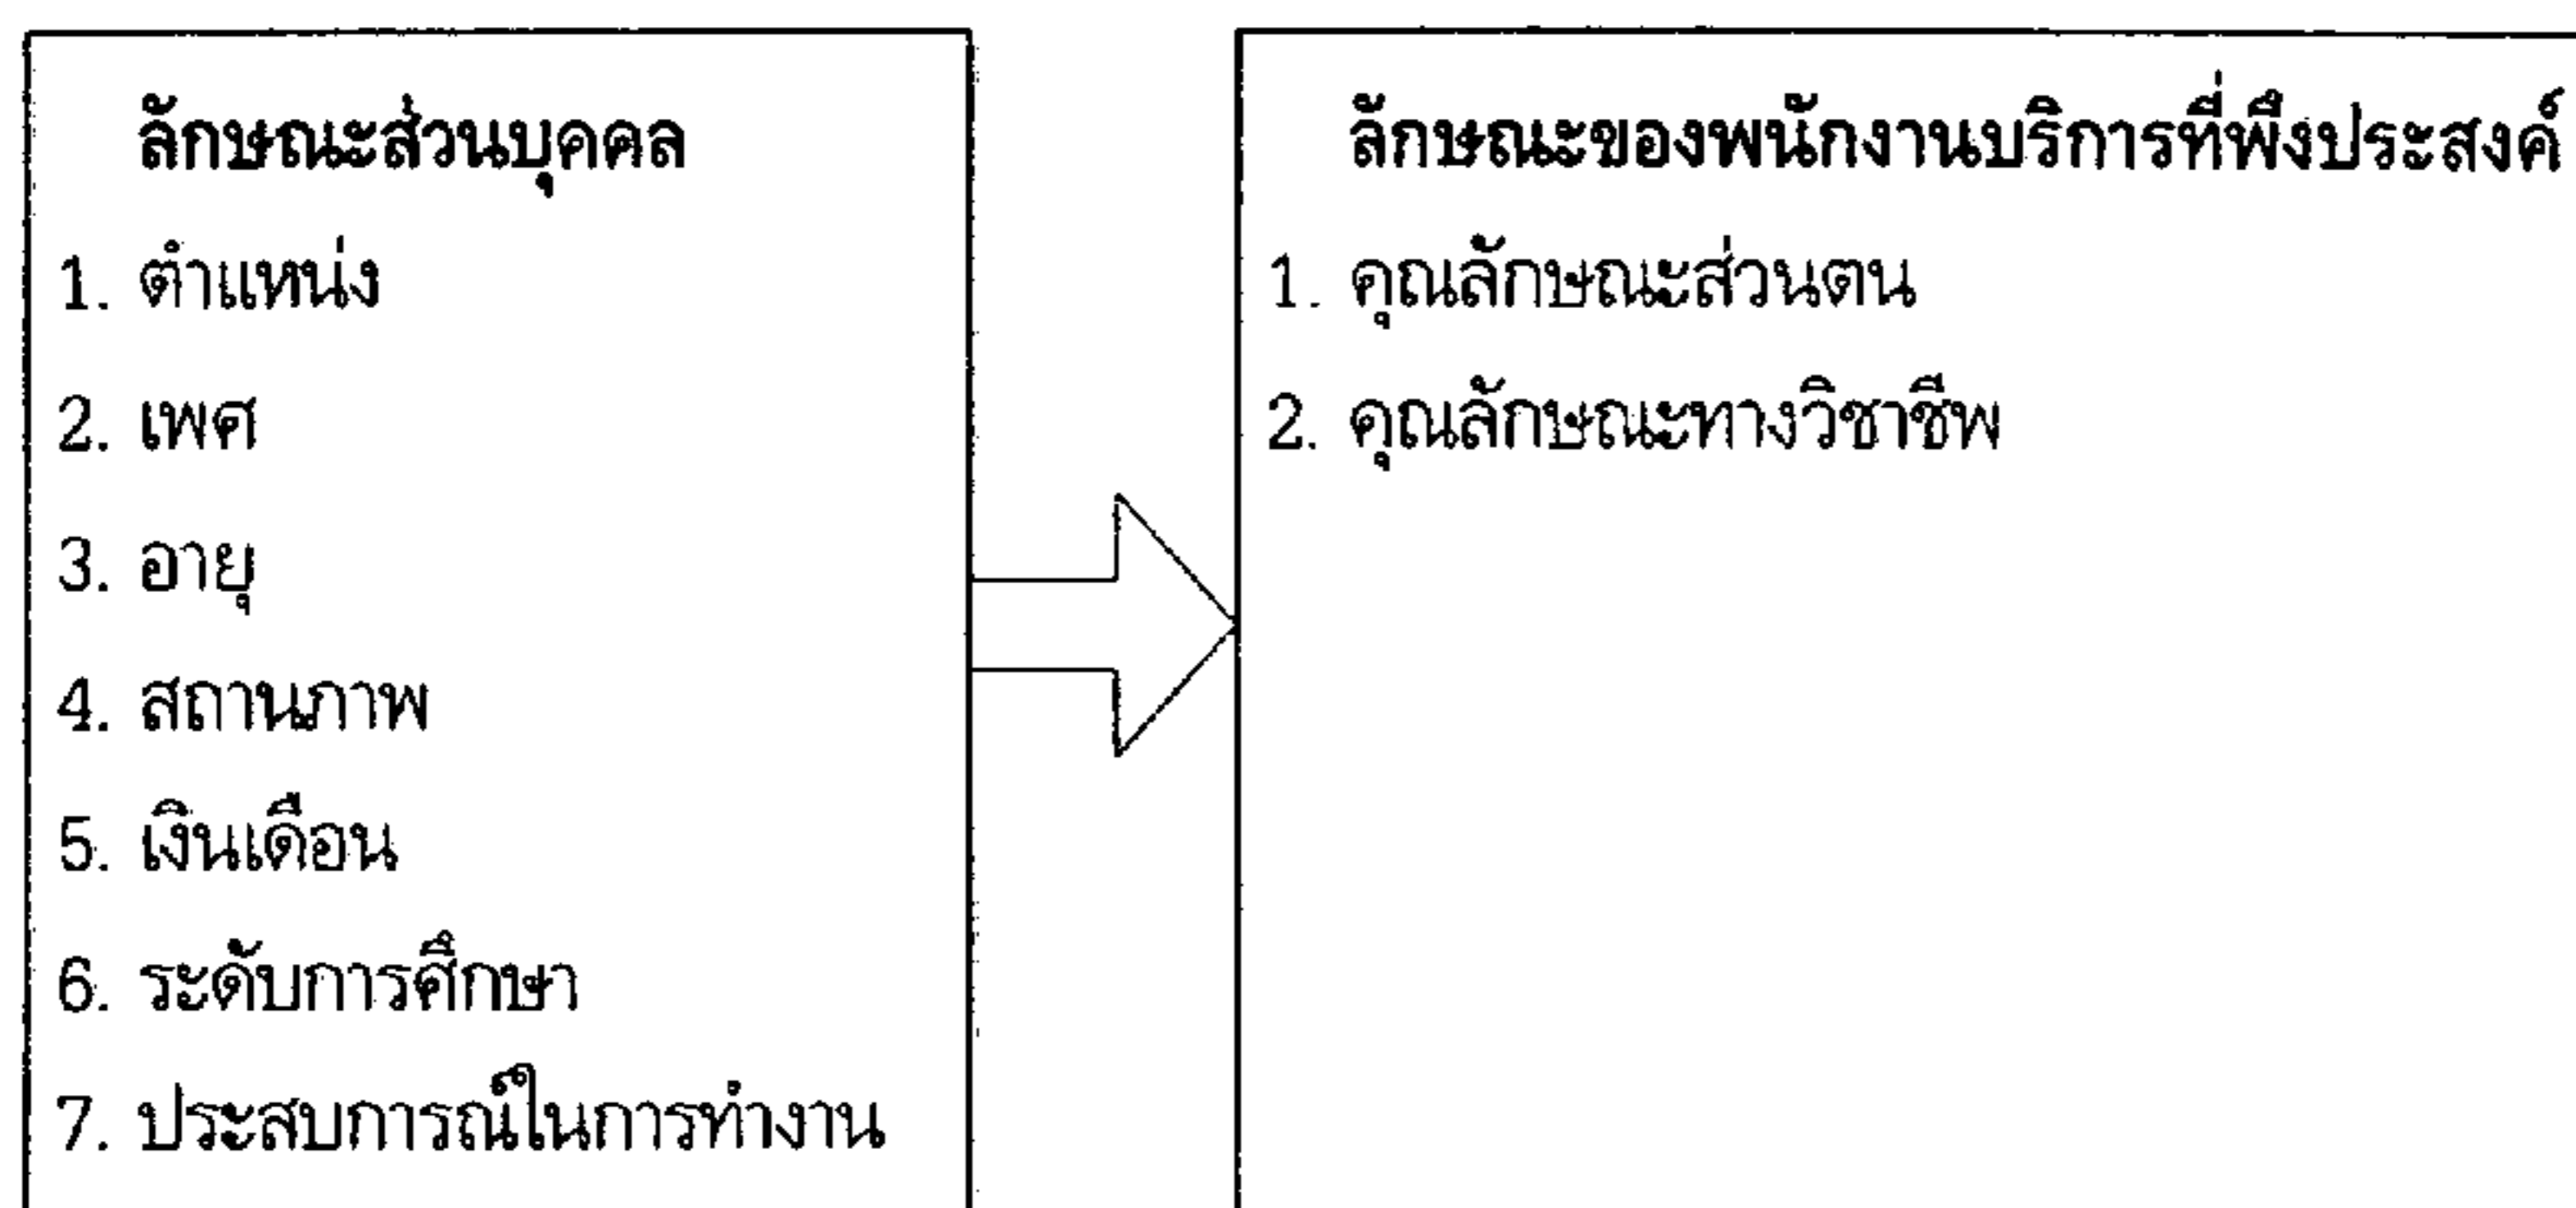 ลักษณะส่วนบุคคล
1. ตำแหน่ง
2. เพศ
3. อายุ
4. สถานภาพ
5. เงินเดือน
6. ระดับการศึกษา
7. ประสบการณ์ในการทำงาน
ลักษณะของพนักงานบริการที่พึงประสงค์
1. คุณลักษณะส่วนตน
2. คุณลักษณะทางวิชาชีพ